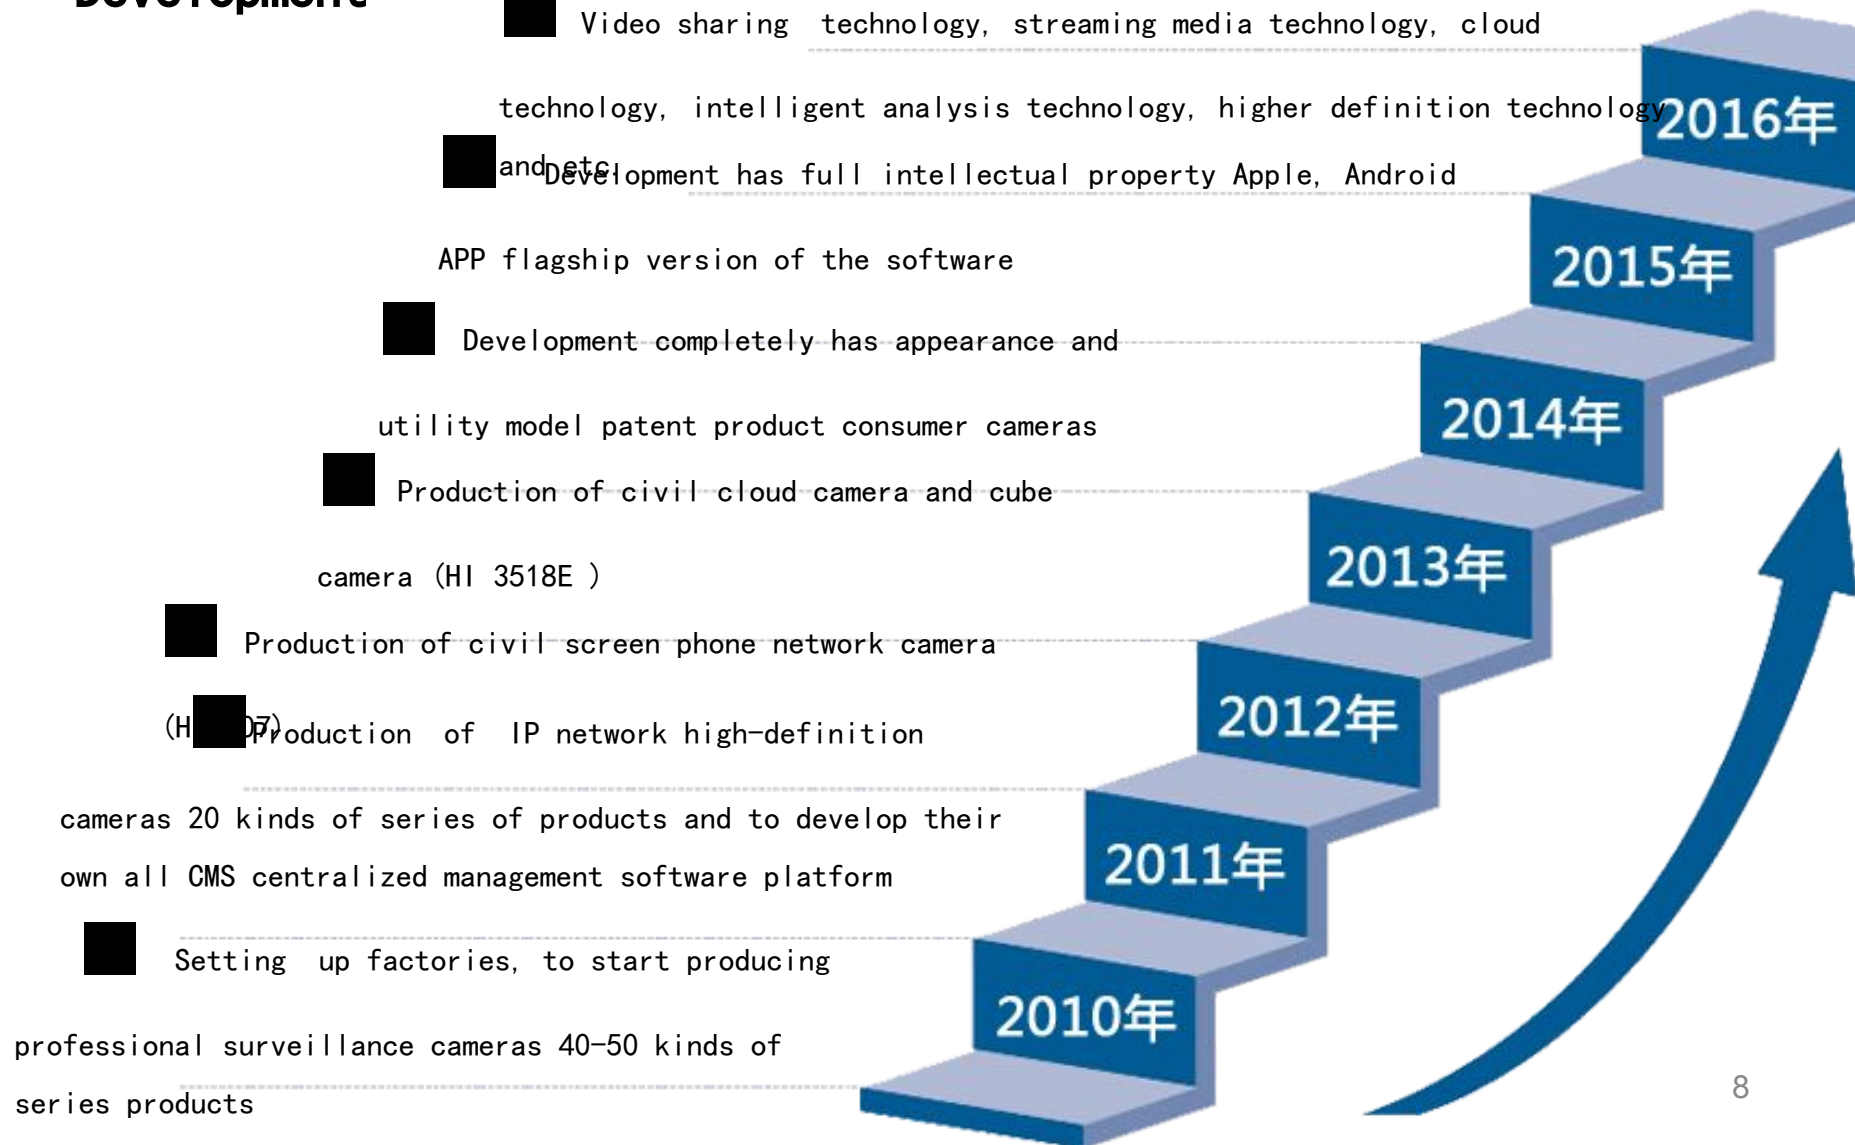 Development
Video sharing technology, streaming media technology, cloud
technology, intelligent analysis technology, higher definition technology
and etc.
2016年
Development has full intellectual property Apple, Android
APP flagship version of the software
2015年
Development completely has appearance and
utility model patent product consumer cameras
2014年
Production of civil cloud camera and cube
camera (HI 3518E )
2013年
Production of civil screen phone network camera
2012年
Production of IP network high-definition
cameras 20 kinds of series of products and to develop their
own all CMS centralized management software platform
2011年
Setting up factories, to start producing
professional surveillance cameras 40-50 kinds of
series products
2010年
8